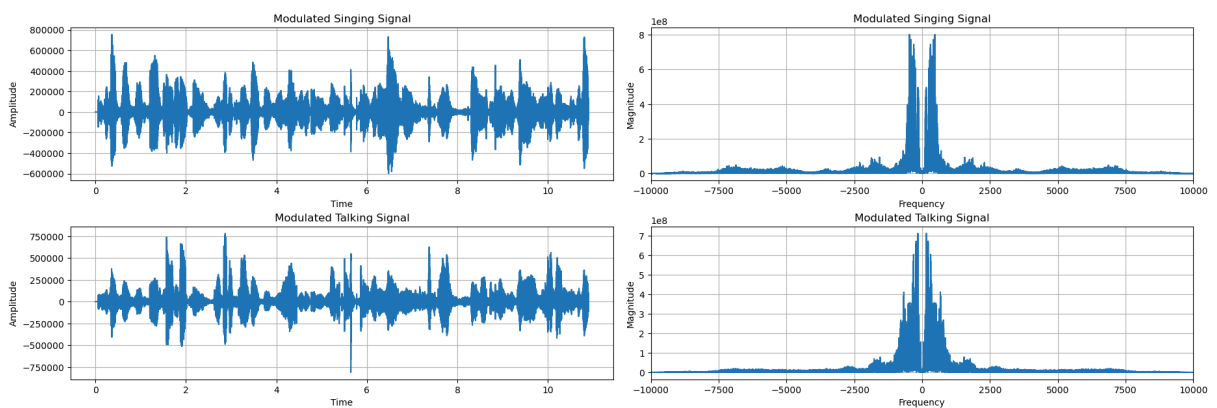 Modulated Singing Signal
800000
600000
400000
200000
0
−200000
−400000
−600000
Amplitude
0 2 4 6 8 10
Time
Modulated Singing Signal
1e8
8
6
4
2
0
Magnitude
−10000 −7500 −5000 −2500 0 2500 5000 7500 10000
Frequency
Modulated Talking Signal
750000
500000
250000
0
−250000
−500000
−750000
Amplitude
0 2 4 6 8 10
Time
Modulated Talking Signal
1e8
7
6
5
4
3
2
1
0
Magnitude
−10000 −7500 −5000 −2500 0 2500 5000 7500 10000
Frequency